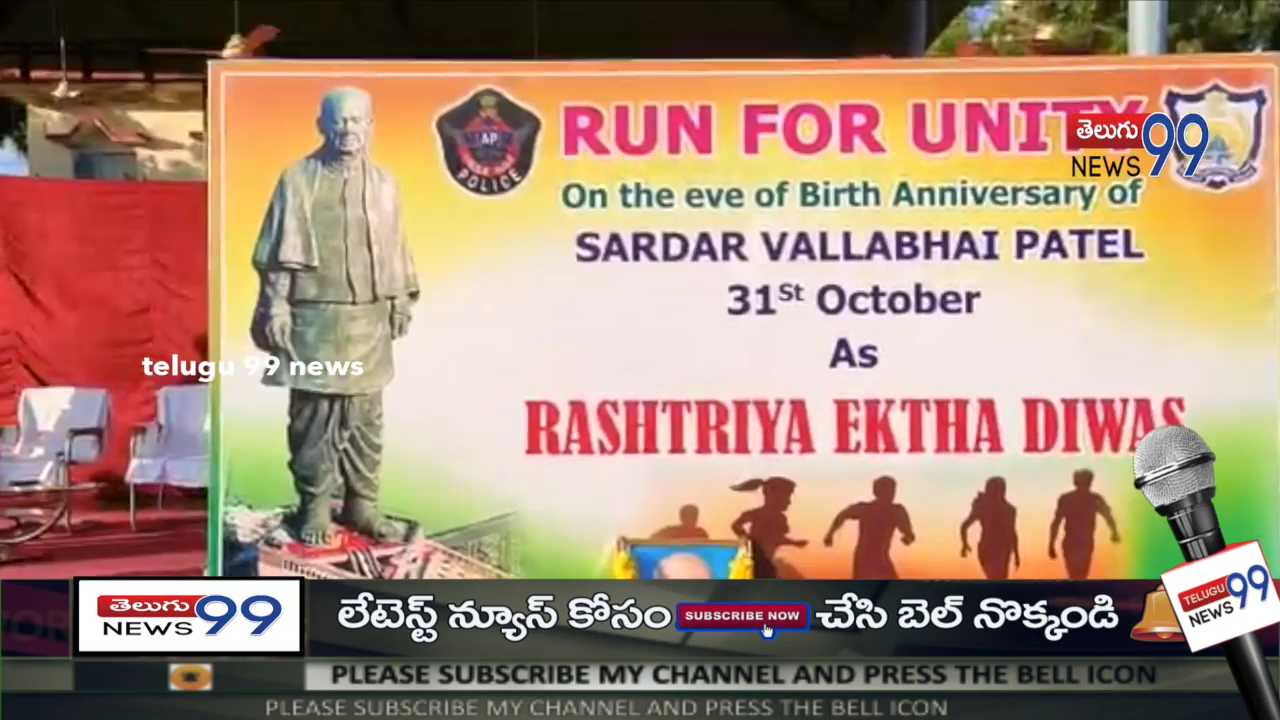 RUN FOR UNITY
On the eve of Birth Anniversary of
SARDAR VALLABHAI PATEL
31St October
As
RASHTRIYA EKTHA DIWAS
AP
POLICE
తెలుగు 99
NEWS
telugu 99 news
తెలుగు 99
NEWS
లేటెస్ట్ న్యూస్ కోసం SUBSCRIBE NOW చేసి బెల్ నొక్కండి
TELUGU 99
NEWS
PLEASE SUBSCRIBE MY CHANNEL AND PRESS THE BELL ICON
PLEASE SUBSCRIBE MY CHANNEL AND PRESS THE BELL ICON